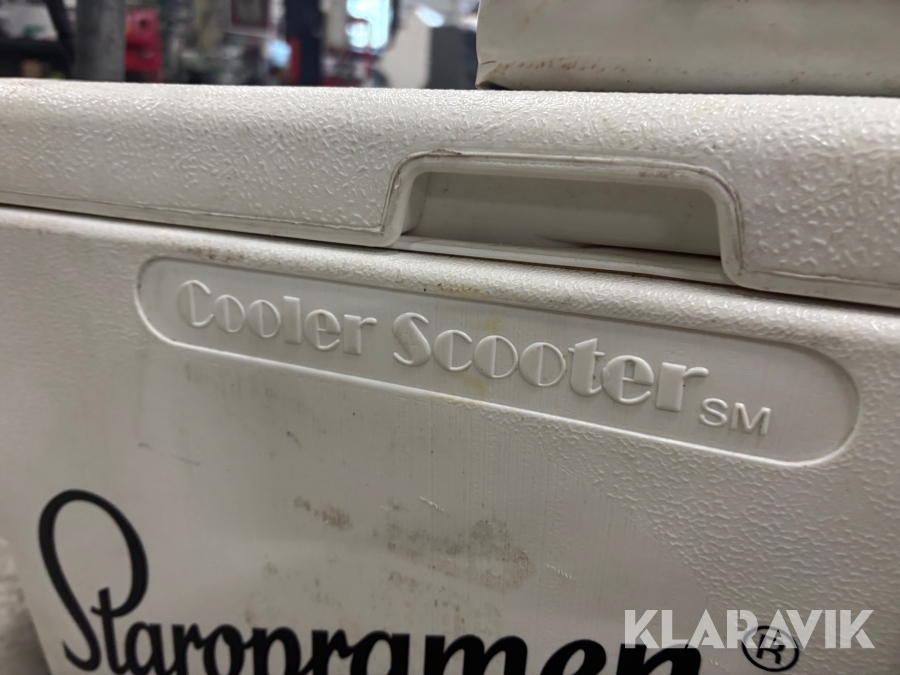 Cooler Scooter SM
Staropramen ®
KLARAVIK